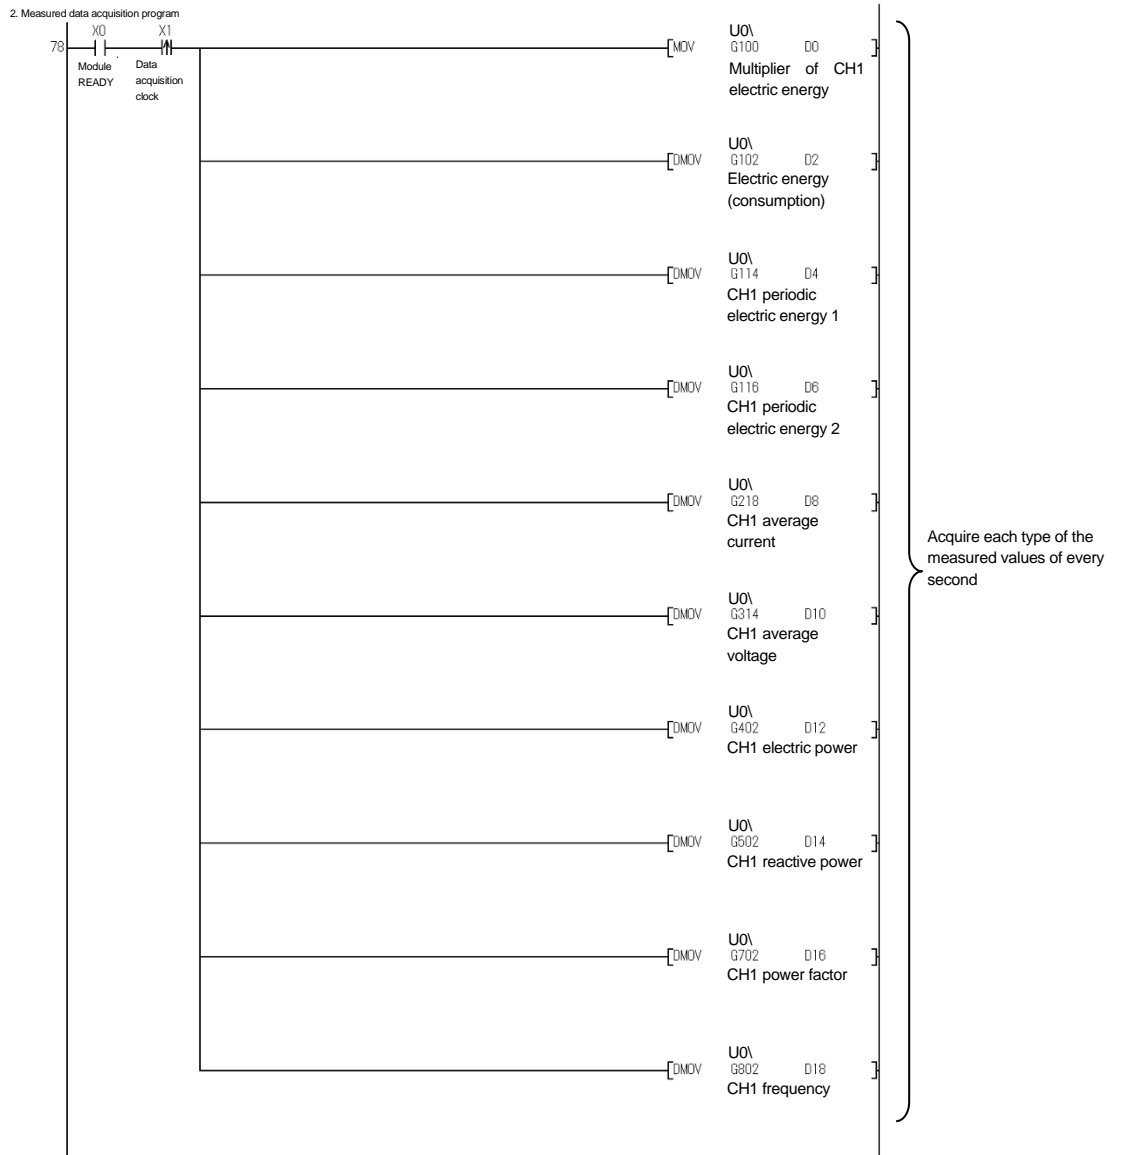 2. Measured data acquisition program
X0 X1
78
Module
READY
Data
acquisition
clock
U0\
[MOV G100 D0 ]
Multiplier of CH1
electric energy
U0\
[DMOV G102 D2 ]
Electric energy
(consumption)
U0\
[DMOV G114 D4 ]
CH1 periodic
electric energy 1
U0\
[DMOV G116 D6 ]
CH1 periodic
electric energy 2
U0\
[DMOV G218 D8 ]
CH1 average
current
Acquire each type of the
measured values of every
second
U0\
[DMOV G314 D10 ]
CH1 average
voltage
U0\
[DMOV G402 D12 ]
CH1 electric power
U0\
[DMOV G502 D14 ]
CH1 reactive power
U0\
[DMOV G702 D16 ]
CH1 power factor
U0\
[DMOV G802 D18 ]
CH1 frequency